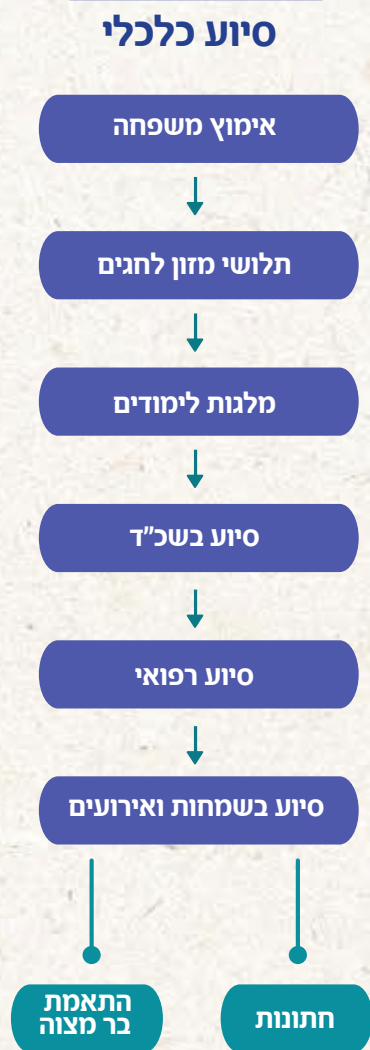 סיוע כלכלי
אימוץ משפחה
תלושי מזון לחגים
מלגות לימודים
סיוע בשכ"ד
סיוע רפואי
סיוע בשמחות ואירועים
חתונות
התאמת
בר מצוה